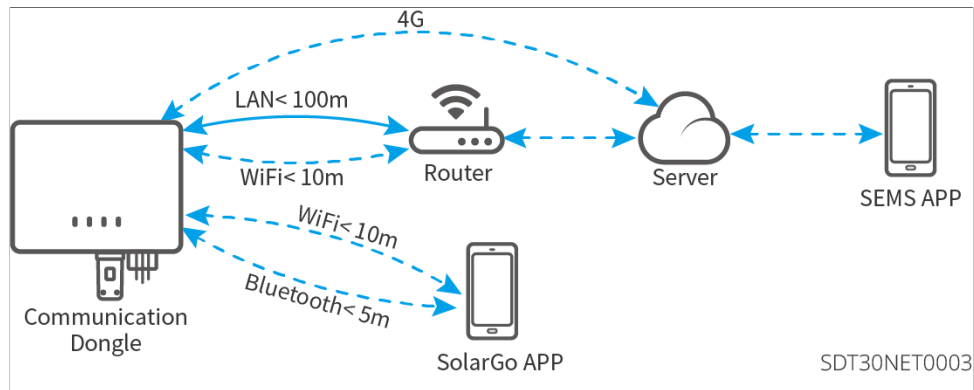 4G
LAN< 100m
WiFi< 10m
Router
Server
SEMS APP
WiFi< 10m
Bluetooth< 5m
Communication
Dongle
SolarGo APP
SDT30NET0003